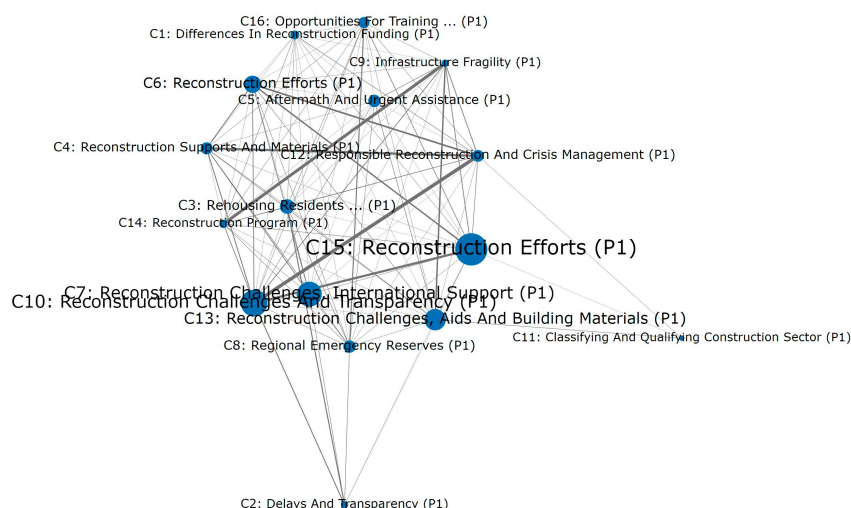 C16: Opportunities For Training ... (P1)
C1: Differences In Reconstruction Funding (P1)
C9: Infrastructure Fragility (P1)
C6: Reconstruction Efforts (P1)
C5: Aftermath And Urgent Assistance (P1)
C4: Reconstruction Supports And Materials (P1)
C12: Responsible Reconstruction And Crisis Management (P1)
C3: Rehousing Residents ... (P1)
C14: Reconstruction Program (P1)
C15: Reconstruction Efforts (P1)
C7: Reconstruction Challenges, International Support (P1)
C10: Reconstruction Challenges And Transparency (P1)
C13: Reconstruction Challenges, Aids And Building Materials (P1)
C11: Classifying And Qualifying Construction Sector (P1)
C8: Regional Emergency Reserves (P1)
C2: Delays And Transparency (P1)